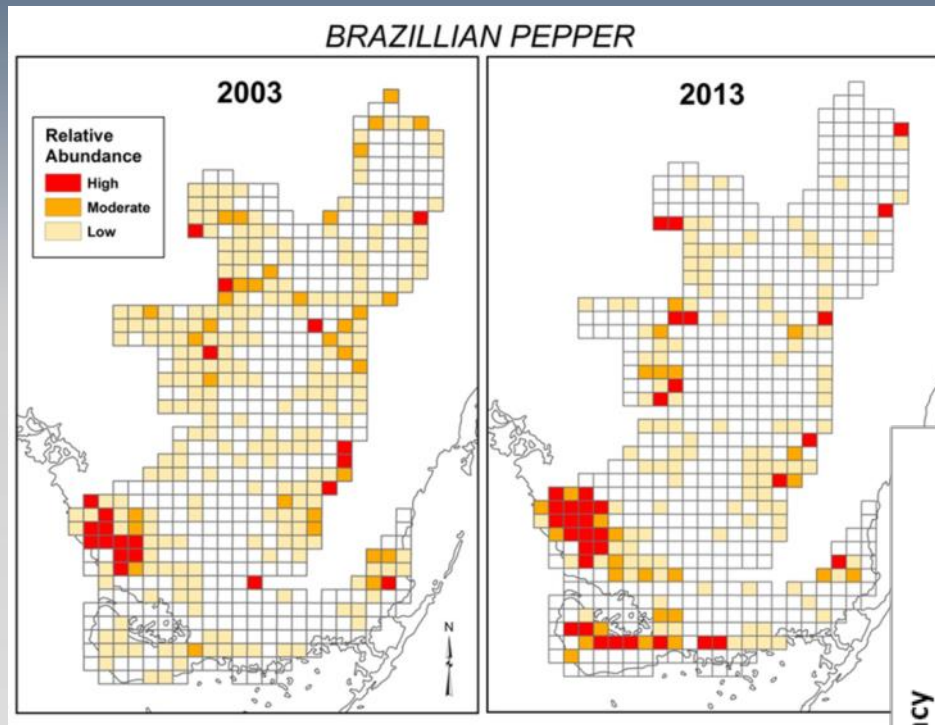 BRAZILLIAN PEPPER
2003
Relative
Abundance
High
Moderate
Low
N
2013